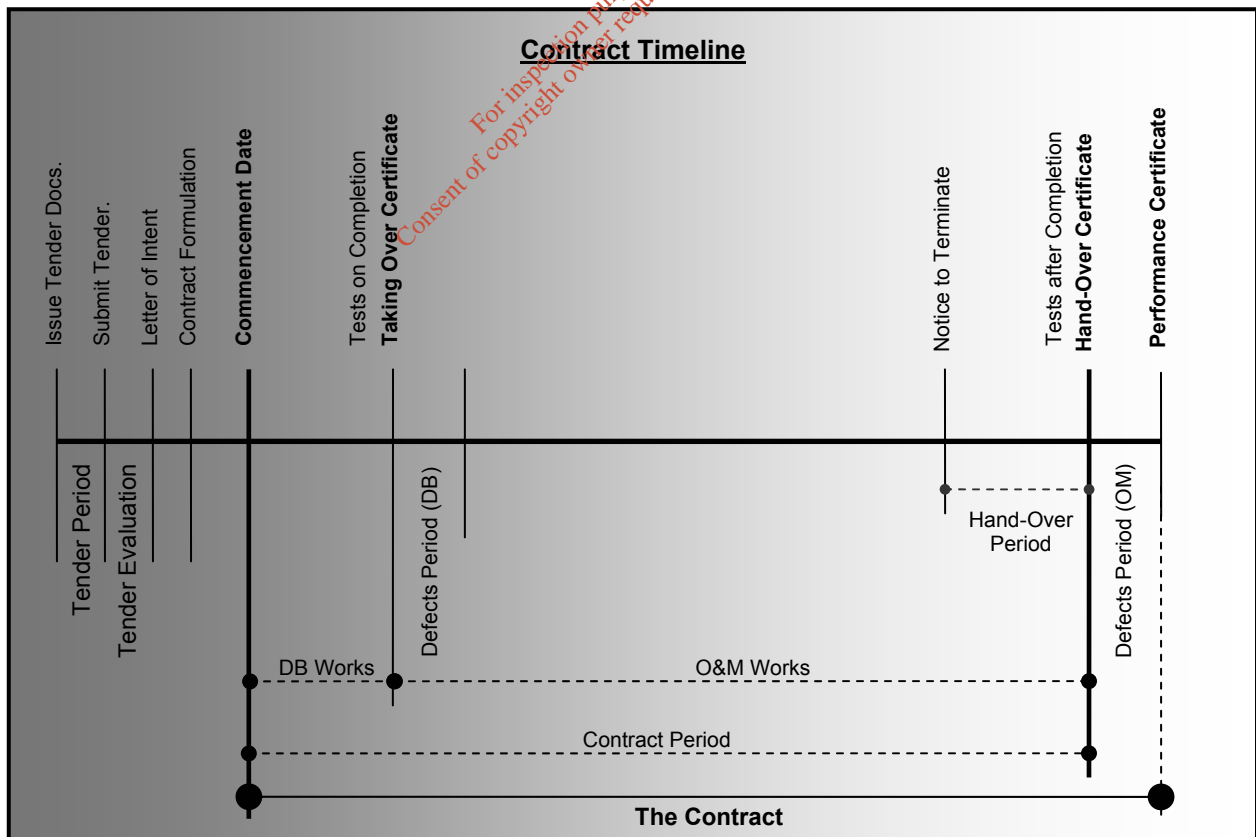 Contract Timeline
For inspection pur
Consent of copyright owner requ
Issue Tender Docs.
Submit Tender.
Letter of Intent
Contract Formulation
Commencement Date
Tests on Completion
Taking Over Certificate
Notice to Terminate
Tests after Completion
Hand-Over Certificate
Performance Certificate
Tender Period
Tender Evaluation
Defects Period (DB)
Hand-Over
Period
Defects Period (OM)
DB Works
O&M Works
Contract Period
The Contract